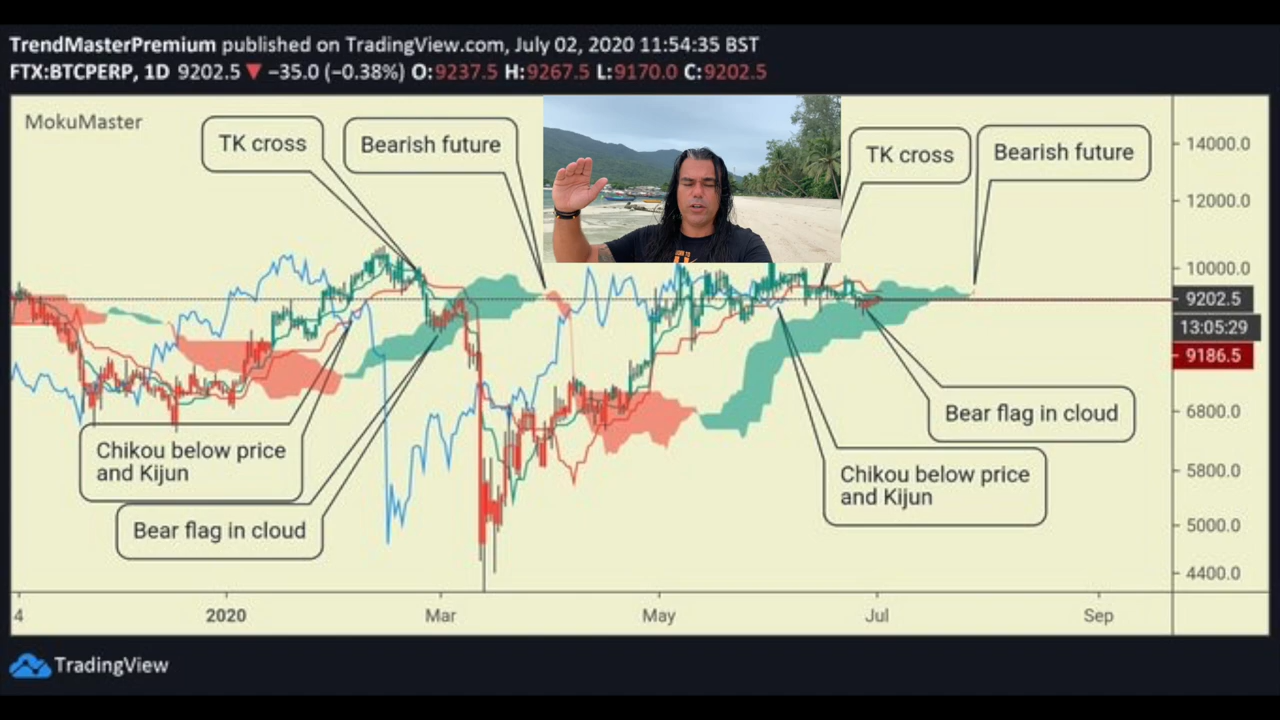 TrendMasterPremium published on TradingView.com, July 02, 2020 11:54:35 BST
FTX:BTCPERP, 1D 9202.5 ▼ −35.0 (−0.38%) O:9237.5 H:9267.5 L:9170.0 C:9202.5
MokuMaster
TK cross
Bearish future
TK cross
Bearish future
14000.0
12000.0
10000.0
9202.5
13:05:29
9186.5
6800.0
5800.0
5000.0
4400.0
Chikou below price
and Kijun
Bear flag in cloud
Bear flag in cloud
Chikou below price
and Kijun
4
2020
Mar
May
Jul
Sep
TradingView